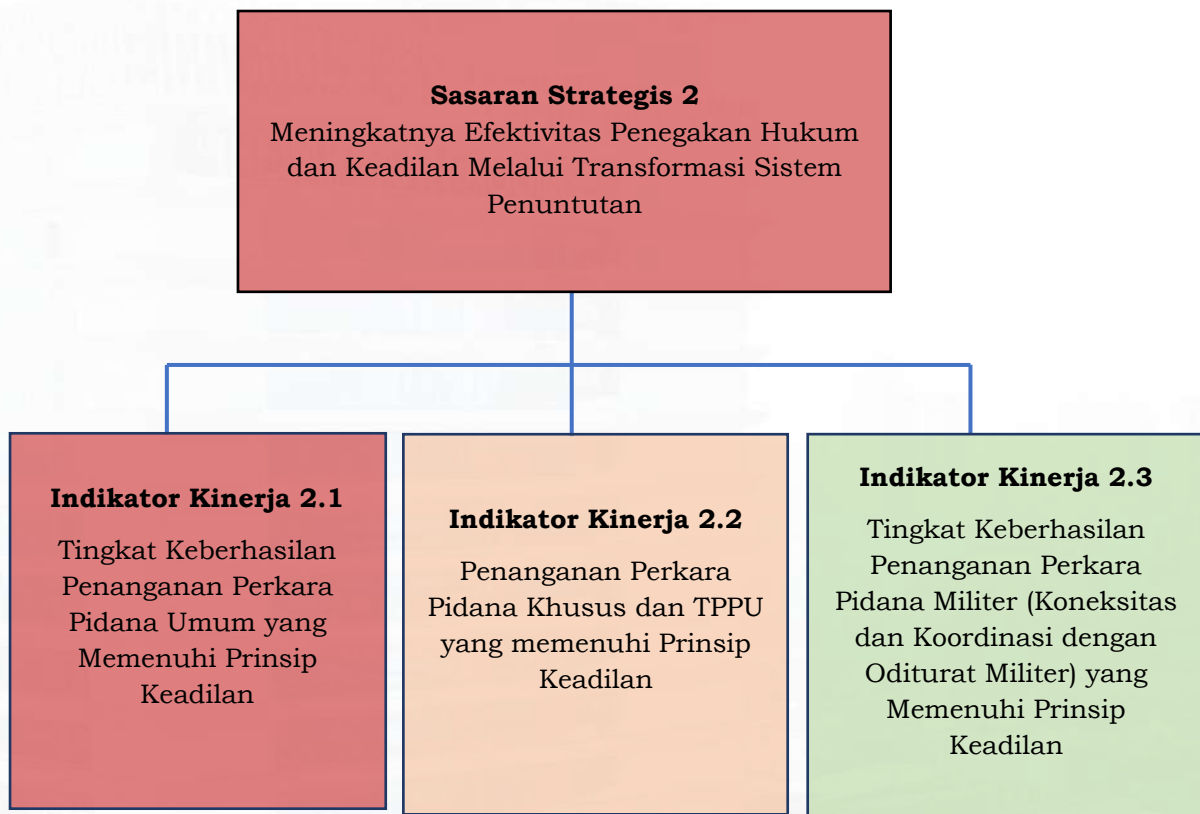 Sasaran Strategis 2
Meningkatnya Efektivitas Penegakan Hukum
dan Keadilan Melalui Transformasi Sistem
Penuntutan
Indikator Kinerja 2.1
Tingkat Keberhasilan
Penanganan Perkara
Pidana Umum yang
Memenuhi Prinsip
Keadilan
Indikator Kinerja 2.2
Penanganan Perkara
Pidana Khusus dan TPPU
yang memenuhi Prinsip
Keadilan
Indikator Kinerja 2.3
Tingkat Keberhasilan
Penanganan Perkara
Pidana Militer (Koneksitas
dan Koordinasi dengan
Oditurat Militer) yang
Memenuhi Prinsip
Keadilan